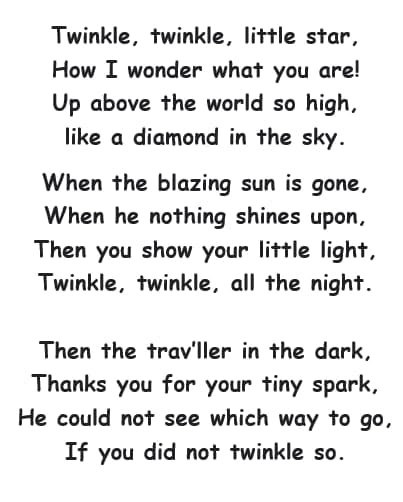 Twinkle, twinkle, little star,
How I wonder what you are!
Up above the world so high,
like a diamond in the sky.
When the blazing sun is gone,
When he nothing shines upon,
Then you show your little light,
Twinkle, twinkle, all the night.
Then the trav'ller in the dark,
Thanks you for your tiny spark,
He could not see which way to go,
If you did not twinkle so.